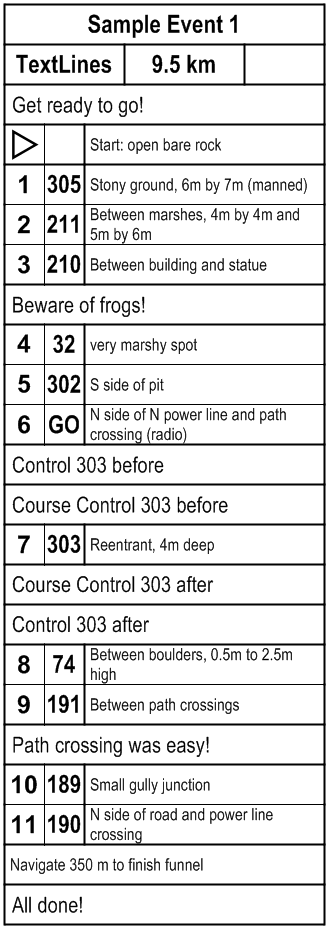 Sample Event 1
TextLines 9.5 km
Get ready to go!
Start: open bare rock
1 305 Stony ground, 6m by 7m (manned)
2 211 Between marshes, 4m by 4m and
5m by 6m
3 210 Between building and statue
Beware of frogs!
4 32 very marshy spot
5 302 S side of pit
6 GO N side of N power line and path
crossing (radio)
Control 303 before
Course Control 303 before
7 303 Reentrant, 4m deep
Course Control 303 after
Control 303 after
8 74 Between boulders, 0.5m to 2.5m
high
9 191 Between path crossings
Path crossing was easy!
10 189 Small gully junction
11 190 N side of road and power line
crossing
Navigate 350 m to finish funnel
All done!